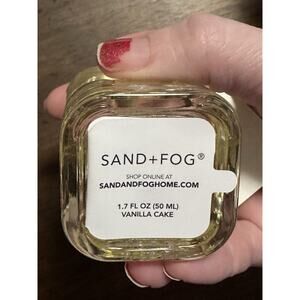 SAND+FOG®
SHOP ONLINE AT
SANDANDFOGHOME.COM
1.7 FL OZ (50 ML)
VANILLA CAKE